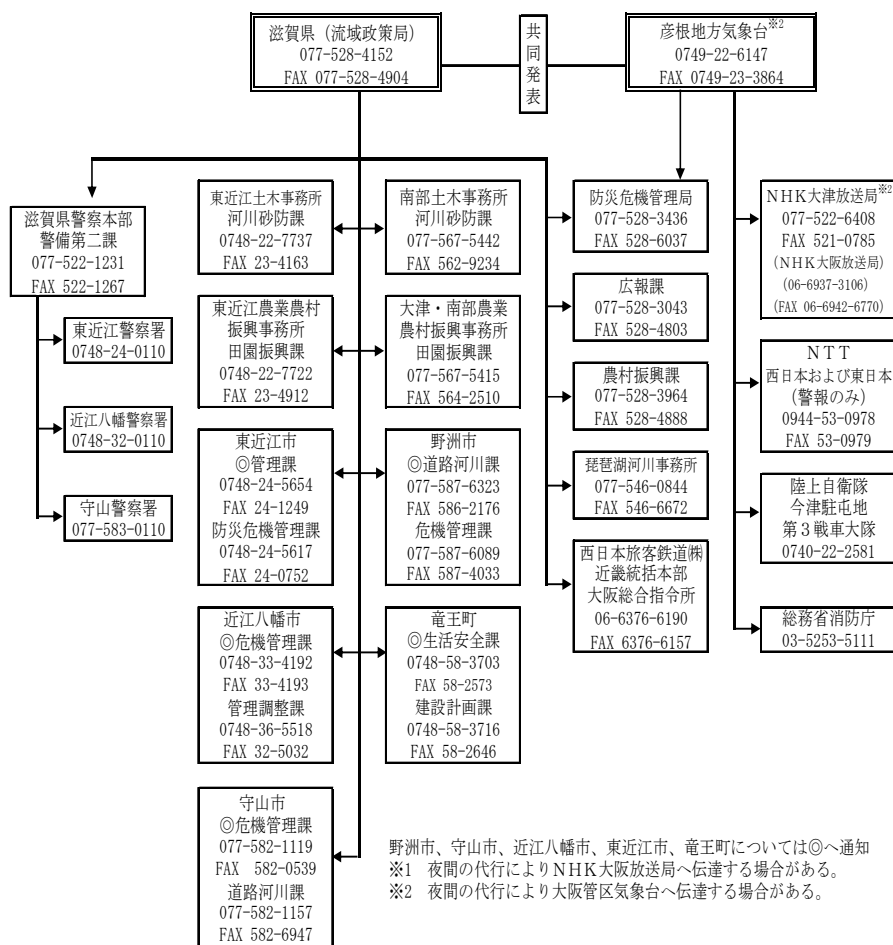 滋賀県（流域政策局）
077-528-4152
FAX 077-528-4904
共同発表
彦根地方気象台※2
0749-22-6147
FAX 0749-23-3864
滋賀県警察本部
警備第二課
077-522-1231
FAX 522-1267
東近江警察署
0748-24-0110
近江八幡警察署
0748-32-0110
守山警察署
077-583-0110
東近江土木事務所
河川砂防課
0748-22-7737
FAX 23-4163
南部土木事務所
河川砂防課
077-567-5442
FAX 562-9234
東近江農業農村
振興事務所
田園振興課
0748-22-7722
FAX 23-4912
大津・南部農業
農村振興事務所
田園振興課
077-567-5415
FAX 564-2510
東近江市
◎管理課
0748-24-5654
FAX 24-1249
防災危機管理課
0748-24-5617
FAX 24-0752
野洲市
◎道路河川課
077-587-6323
FAX 586-2176
危機管理課
077-587-6089
FAX 587-4033
近江八幡市
◎危機管理課
0748-33-4192
FAX 33-4193
管理調整課
0748-36-5518
FAX 32-5032
竜王町
◎生活安全課
0748-58-3703
FAX 58-2573
建設計画課
0748-58-3716
FAX 58-2646
守山市
◎危機管理課
077-582-1119
FAX 582-0539
道路河川課
077-582-1157
FAX 582-6947
防災危機管理局
077-528-3436
FAX 528-6037
広報課
077-528-3043
FAX 528-4803
農村振興課
077-528-3964
FAX 528-4888
琵琶湖河川事務所
077-546-0844
FAX 546-6672
西日本旅客鉄道㈱
近畿統括本部
大阪総合指令所
06-6376-6190
FAX 6376-6157
NHK大津放送局※2
077-522-6408
FAX 521-0785
（NHK大阪放送局）
(06-6937-3106)
(FAX 06-6942-6770)
ＮＴＴ
西日本および東日本
（警報のみ）
0944-53-0978
FAX 53-0979
陸上自衛隊
今津駐屯地
第３戦車大隊
0740-22-2581
総務省消防庁
03-5253-5111
野洲市、守山市、近江八幡市、東近江市、竜王町については◎へ通知
※1　夜間の代行によりＮＨＫ大阪放送局へ伝達する場合がある。
※2　夜間の代行により大阪管区気象台へ伝達する場合がある。